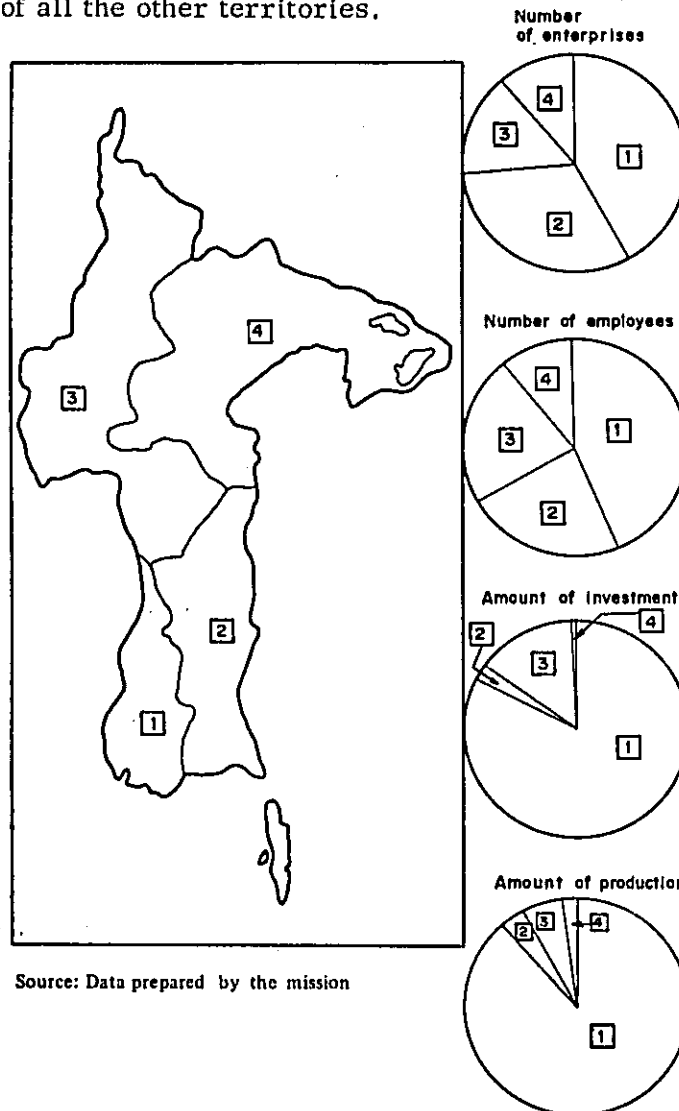 of all the other territories.
Number
of enterprises
4
3
1
2
Number of employees
4
3
1
2
Amount of investment
2
4
3
1
Amount of production
2
3
4
1
4
3
2
1
Source: Data prepared by the mission